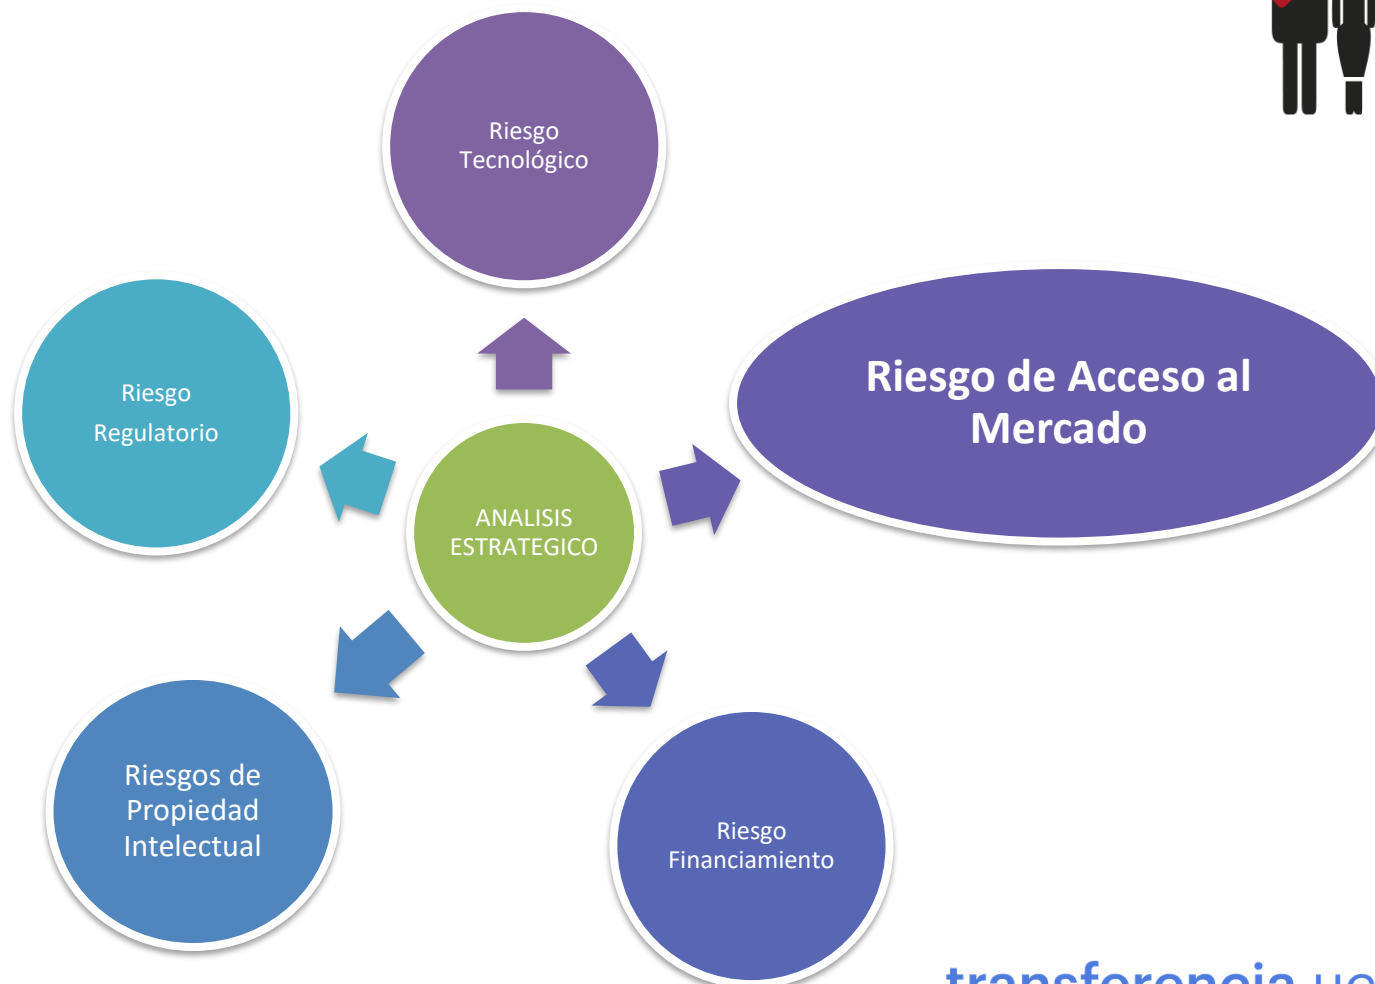 Riesgo
Tecnológico
Riesgo de Acceso al
Mercado
Riesgo
Regulatorio
ANALISIS
ESTRATEGICO
Riesgos de
Propiedad
Intelectual
Riesgo
Financiamiento